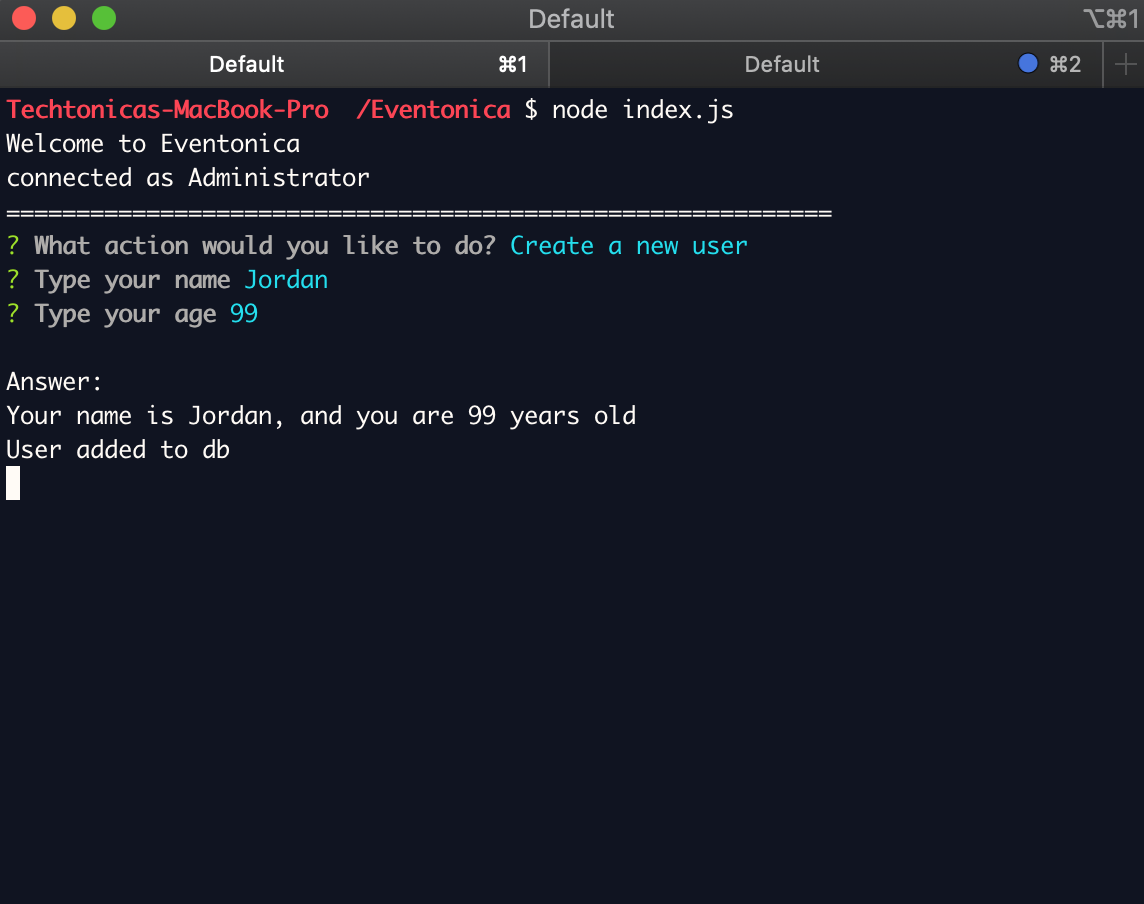 Default ⌥⌘1
Default ⌘1 Default ⌘2 +
Techtonicas-MacBook-Pro /Eventonica $ node index.js
Welcome to Eventonica
connected as Administrator
===========================================================
? What action would you like to do? Create a new user
? Type your name Jordan
? Type your age 99
Answer:
Your name is Jordan, and you are 99 years old
User added to db